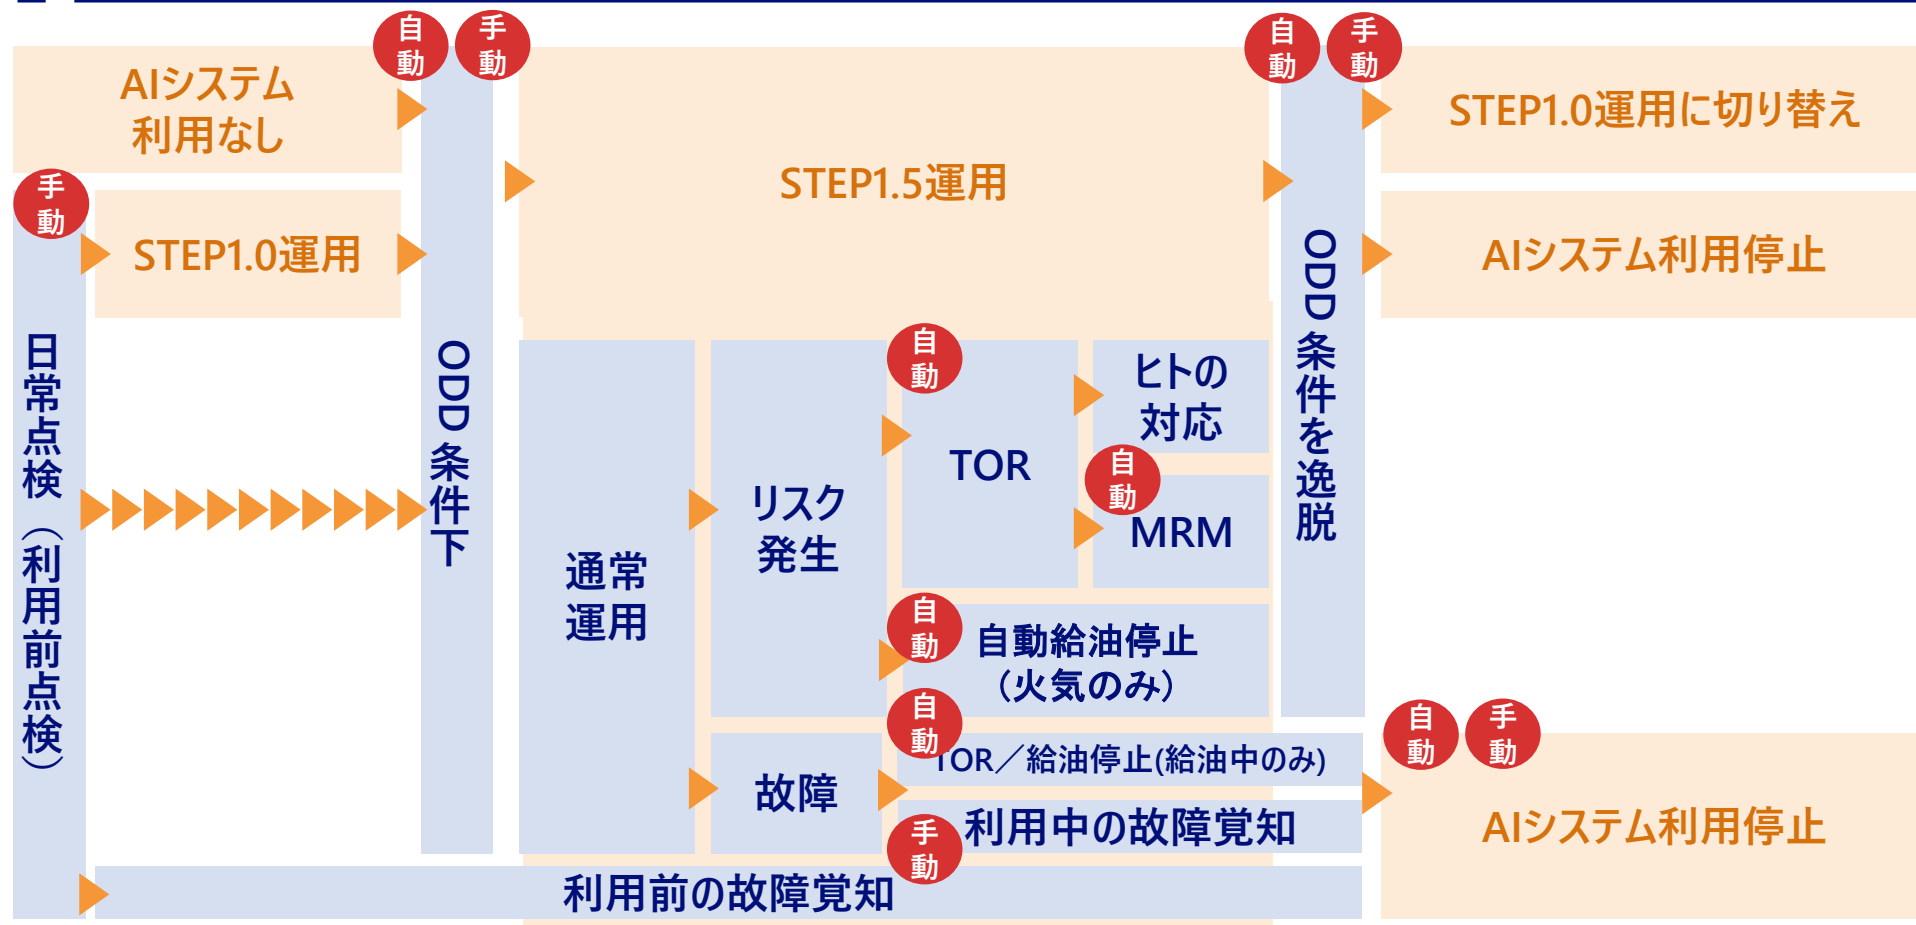 自
動
手
動
自
動
手
動
AIシステム
利用なし
STEP1.5運用
STEP1.0運用に切り替え
手
動
STEP1.0運用
AIシステム利用停止
日常点検（利用前点検）
ODD条件下
ODD条件を逸脱
通常
運用
リスク
発生
自
動
TOR
ヒトの
対応
自
動
MRM
自
動
自動給油停止
（火気のみ）
故障
自
動
TOR／給油停止(給油中のみ)
手
動
利用中の故障覚知
利用前の故障覚知
自
動
手
動
AIシステム利用停止